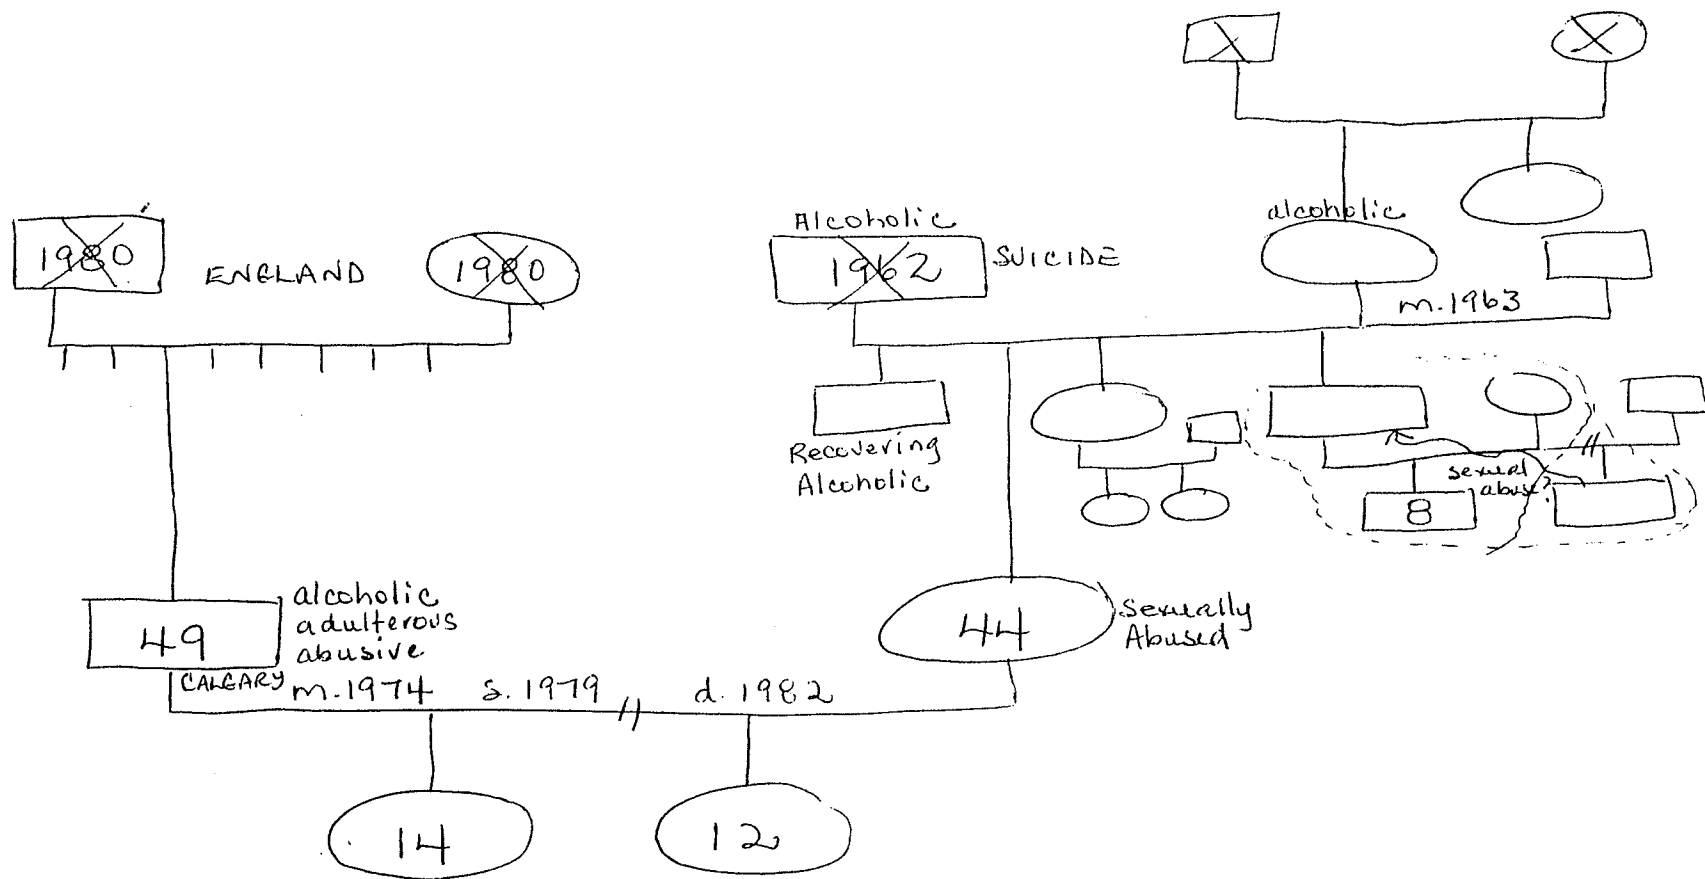 Alcoholic
alcoholic
1980
ENGLAND
1980
1962
SUICIDE
m.1963
Recovering
Alcoholic
sexual
abuse?
8
49
alcoholic
adulterous
abusive
44
Sexually
Abused
CALGARY
m.1974
s.1979
d.1982
14
12